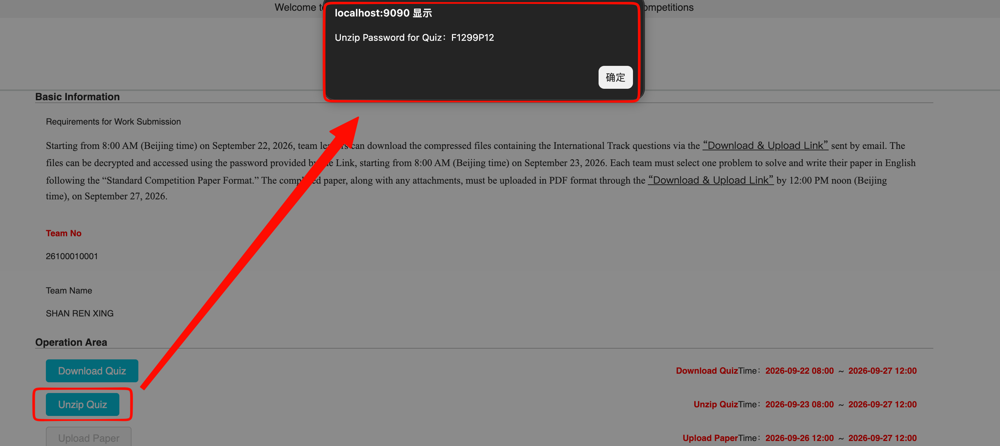 Welcome t
ompetitions
localhost:9090 显示
Unzip Password for Quiz：F1299P12
确定
Basic Information
Requirements for Work Submission
Starting from 8:00 AM (Beijing time) on September 22, 2026, team can download the compressed files containing the International Track questions via the “Download & Upload Link” sent by email. The
files can be decrypted and accessed using the password provided Link, starting from 8:00 AM (Beijing time) on September 23, 2026. Each team must select one problem to solve and write their paper in English
following the “Standard Competition Paper Format.” The paper, along with any attachments, must be uploaded in PDF format through the “Download & Upload Link” by 12:00 PM noon (Beijing
time), on September 27, 2026.
Team No
26100010001
Team Name
SHAN REN XING
Operation Area
Download Quiz
Download QuizTime：2026-09-22 08:00 ~ 2026-09-27 12:00
Unzip Quiz
Unzip QuizTime：2026-09-23 08:00 ~ 2026-09-27 12:00
Upload Paper
Upload PaperTime：2026-09-26 12:00 ~ 2026-09-27 12:00